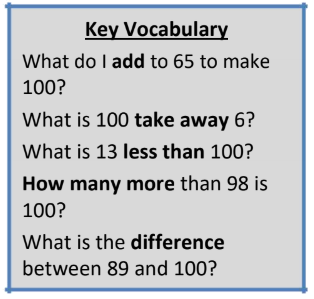 Key Vocabulary
What do I add to 65 to make
100?
What is 100 take away 6?
What is 13 less than 100?
How many more than 98 is
100?
What is the difference
between 89 and 100?